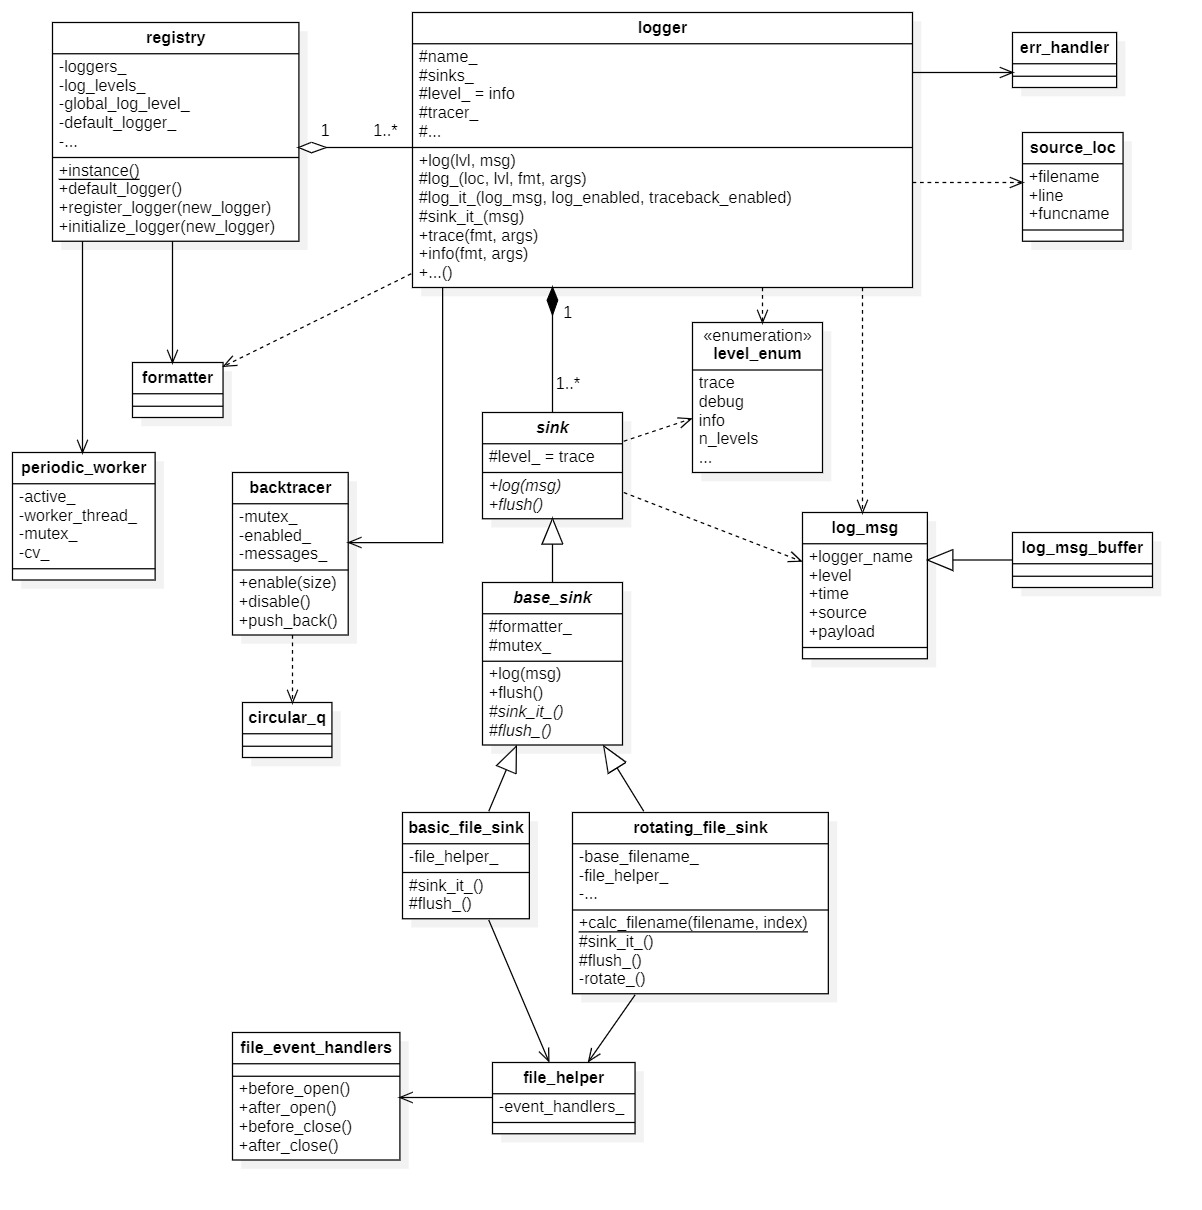 registry
-loggers_
-log_levels_
-global_log_level_
-default_logger_
-...
+instance()
+default_logger()
+register_logger(new_logger)
+initialize_logger(new_logger)
1
1..*
logger
#name_
#sinks_
#level_ = info
#tracer_
#...
+log(lvl, msg)
#log_(loc, lvl, fmt, args)
#log_it_(log_msg, log_enabled, traceback_enabled)
#sink_it_(msg)
+trace(fmt, args)
+info(fmt, args)
+...()
err_handler
source_loc
+filename
+line
+funcname
1
1..*
formatter
«enumeration»
level_enum
trace
debug
info
n_levels
...
sink
#level_ = trace
+log(msg)
+flush()
periodic_worker
-active_
-worker_thread_
-mutex_
-cv_
backtracer
-mutex_
-enabled_
-messages_
+enable(size)
+disable()
+push_back()
log_msg
+logger_name
+level
+time
+source
+payload
log_msg_buffer
base_sink
#formatter_
#mutex_
+log(msg)
+flush()
#sink_it_()
#flush_()
circular_q
basic_file_sink
-file_helper_
#sink_it_()
#flush_()
rotating_file_sink
-base_filename_
-file_helper_
-...
+calc_filename(filename, index)
#sink_it_()
#flush_()
-rotate_()
file_event_handlers
+before_open()
+after_open()
+before_close()
+after_close()
file_helper
-event_handlers_